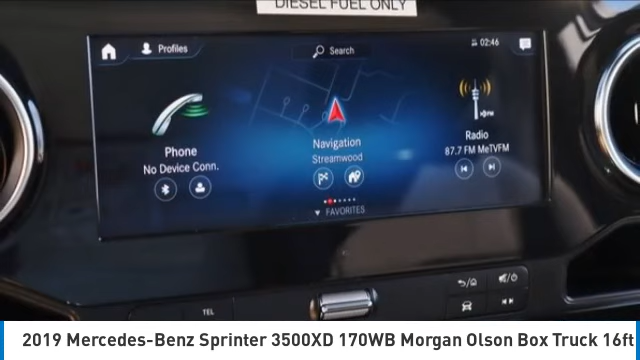 DIESEL FUEL ONLY
Profiles
Search
02:46
Phone
No Device Conn.
Navigation
Streamwood
Radio
87.7 FM MeTVFM
FAVORITES
TEL
2019 Mercedes-Benz Sprinter 3500XD 170WB Morgan Olson Box Truck 16ft